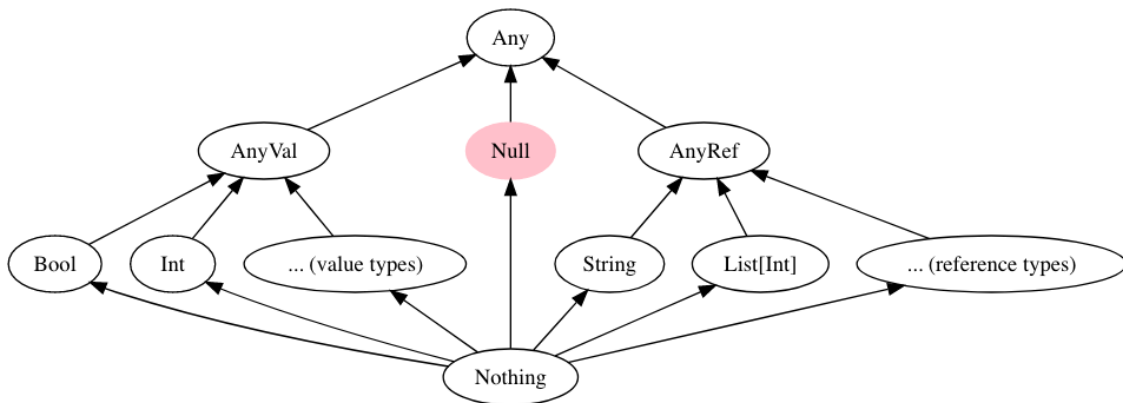 Any
AnyVal
Null
AnyRef
Bool
Int
... (value types)
String
List[Int]
... (reference types)
Nothing